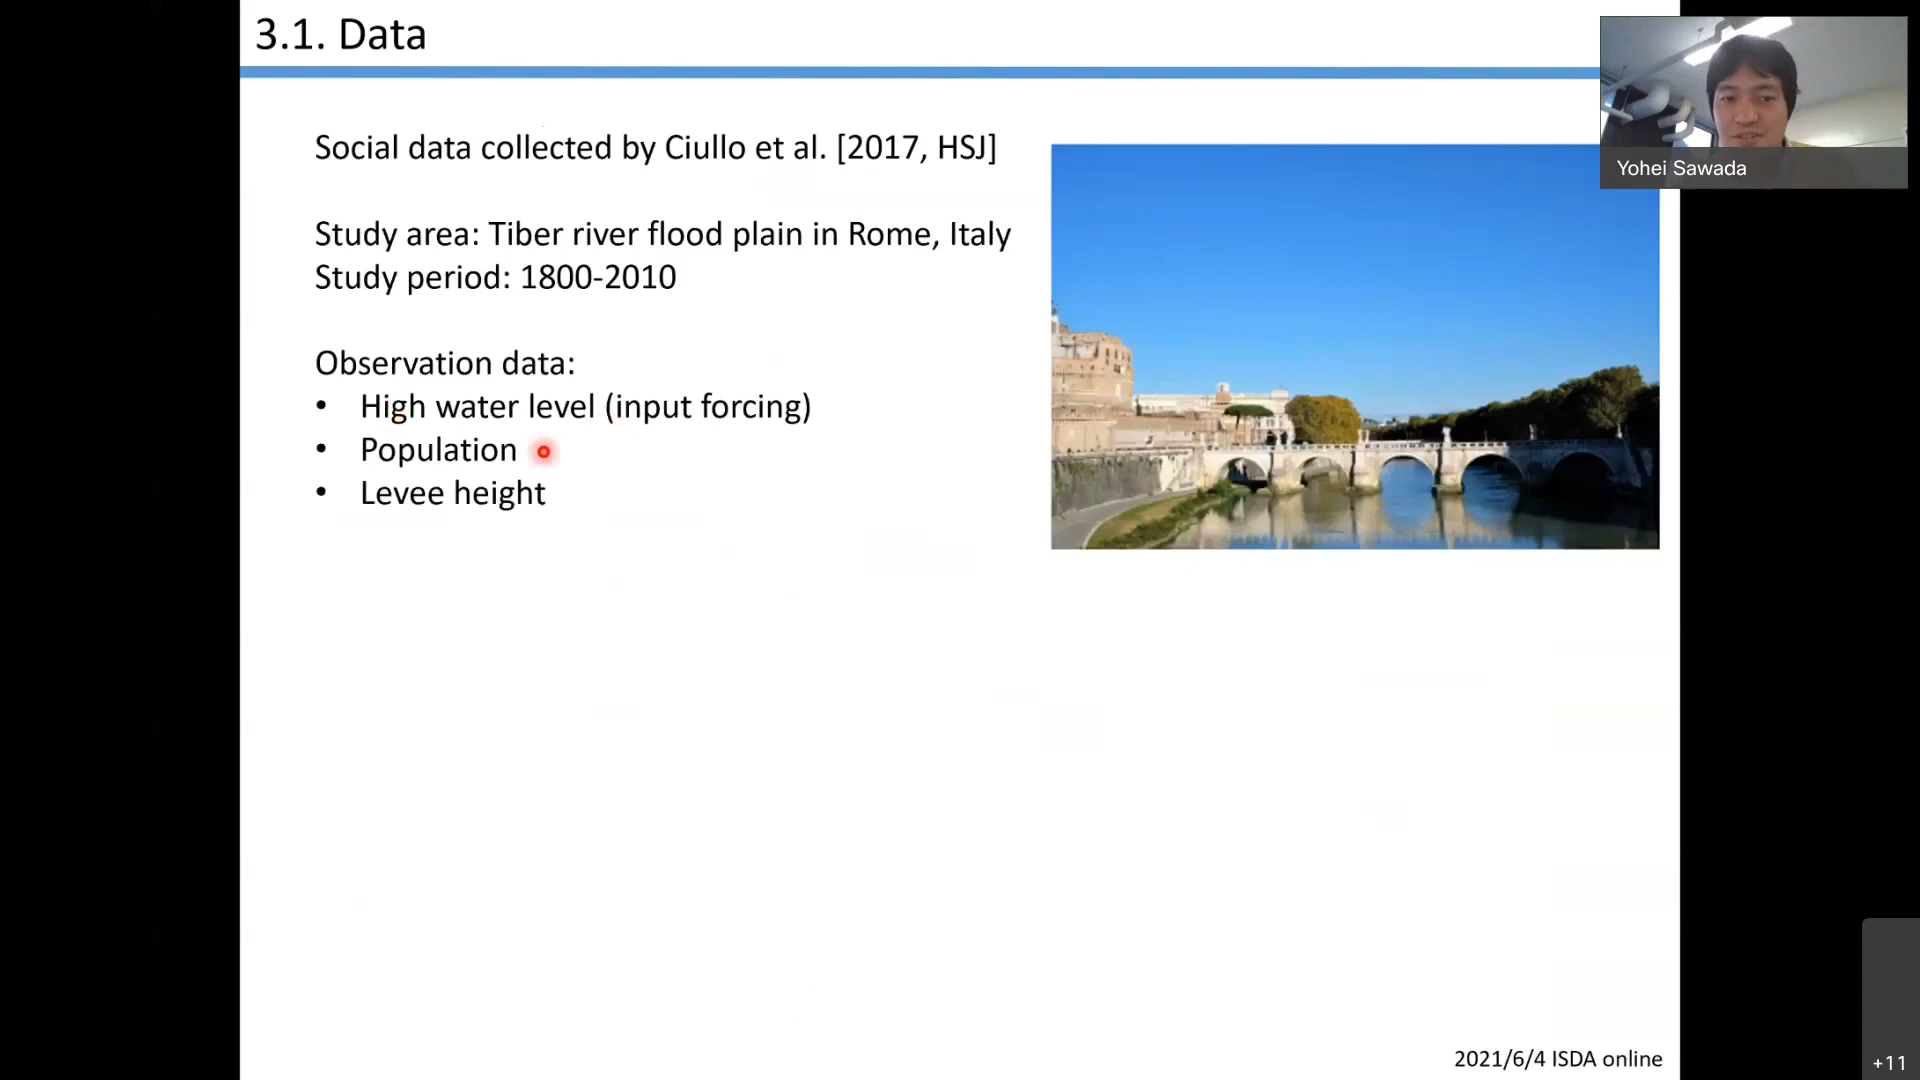 3.1. Data
Yohei Sawada
Social data collected by Ciullo et al. [2017, HSJ]
Study area: Tiber river flood plain in Rome, Italy
Study period: 1800-2010
Observation data:
• High water level (input forcing)
• Population
• Levee height
2021/6/4 ISDA online
+11